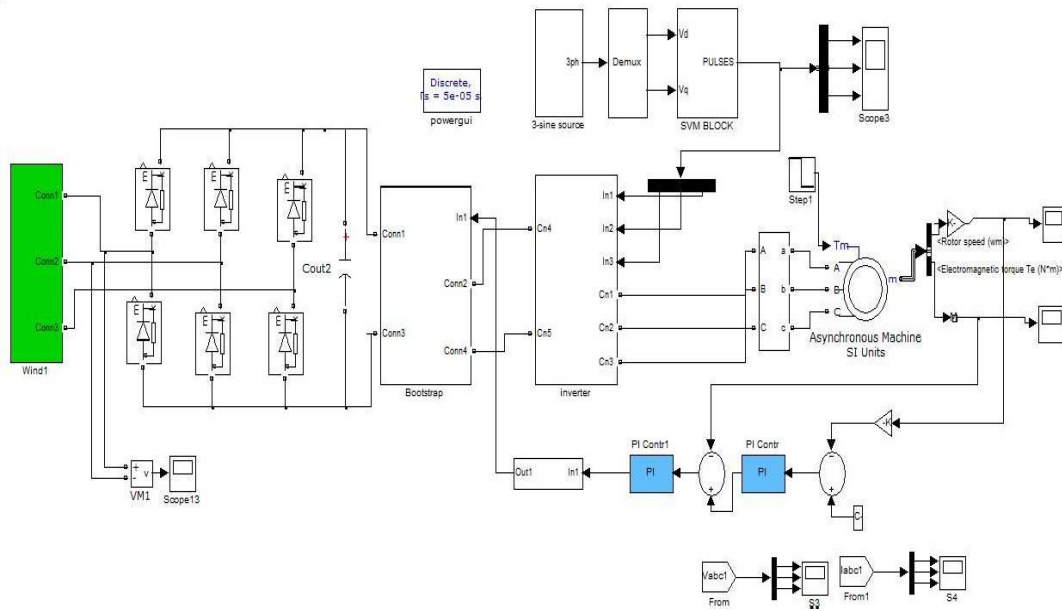 3ph
3-sine source
Demux
Vd
Vq
PULSES
SVM BLOCK
Scope3
Discrete,
Ts = 5e-05 s.
powergui
Conn1
Conn2
Conn3
Wind1
E
E
E
E
E
E
Cout2
+
Conn1
Conn3
In1
Conn2
Conn4
Bootstrap
Cn4
Cn5
In1
In2
In3
Cn1
Cn2
Cn3
inverter
Step1
A
B
C
a
b
c
Tm
A
B
C
m
Asynchronous Machine
SI Units
K-
<Rotor speed (wm)>
<Electromagnetic torque Te (N*m)>
-K
+
-
v
VM1
Scope13
Out1
In1
PI Contr1
PI
PI Contr
PI
C
Vabc1
From
S3
Iabc1
From1
S4